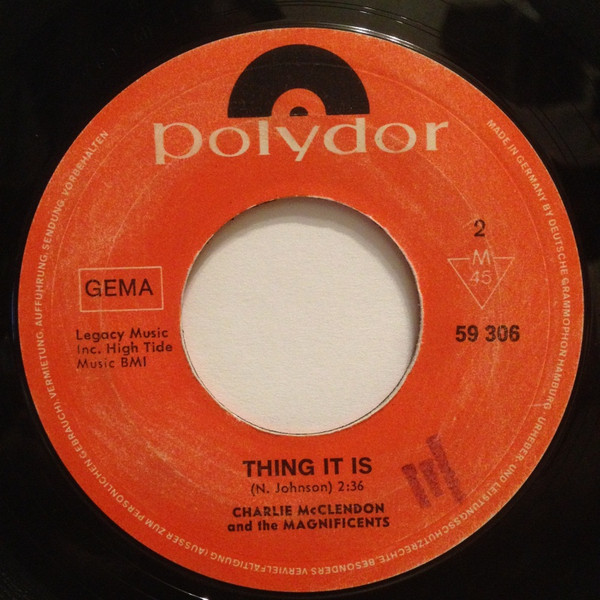 polydor
2
M
45
GEMA
59 306
Legacy Music
Inc. High Tide
Music BMI
THING IT IS
(N. Johnson) 2:36
CHARLIE McCLENDON
and the MAGNIFICENTS
MADE IN GERMANY BY DEUTSCHE GRAMMOPHON HAMBURG · URHEBER- UND LEISTUNGSSCHUTZRECHTE, BESONDERS VERVIELFÄLTIGUNG (AUSSER ZUM PERSÖNLICHEN GEBRAUCH), VERMIETUNG, AUFFÜHRUNG, SENDUNG, VORBEHALTEN